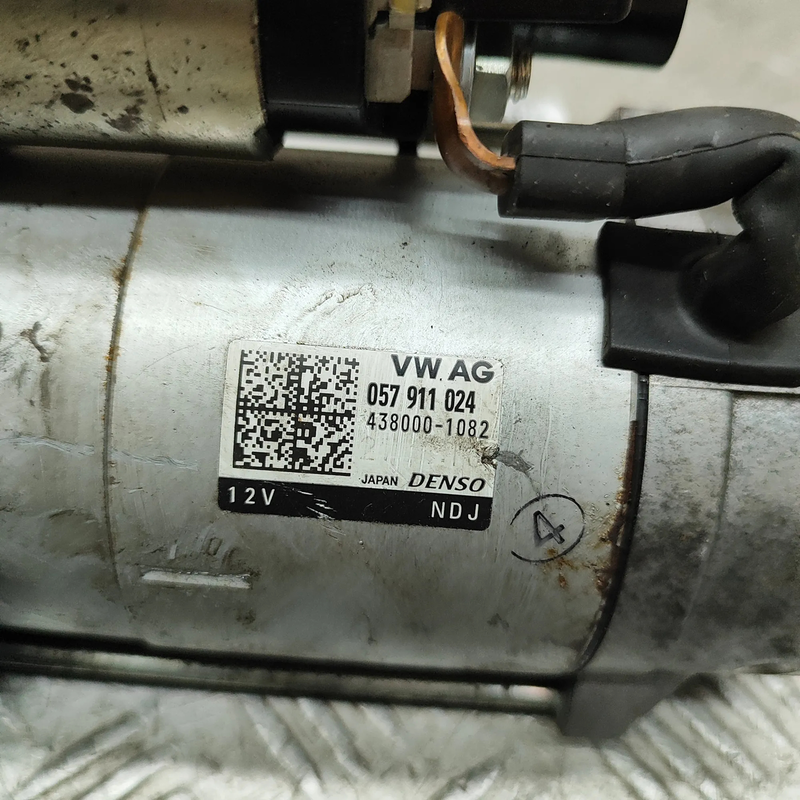 VW AG
057 911 024
438000-1082
JAPAN DENSO
12V NDJ
4